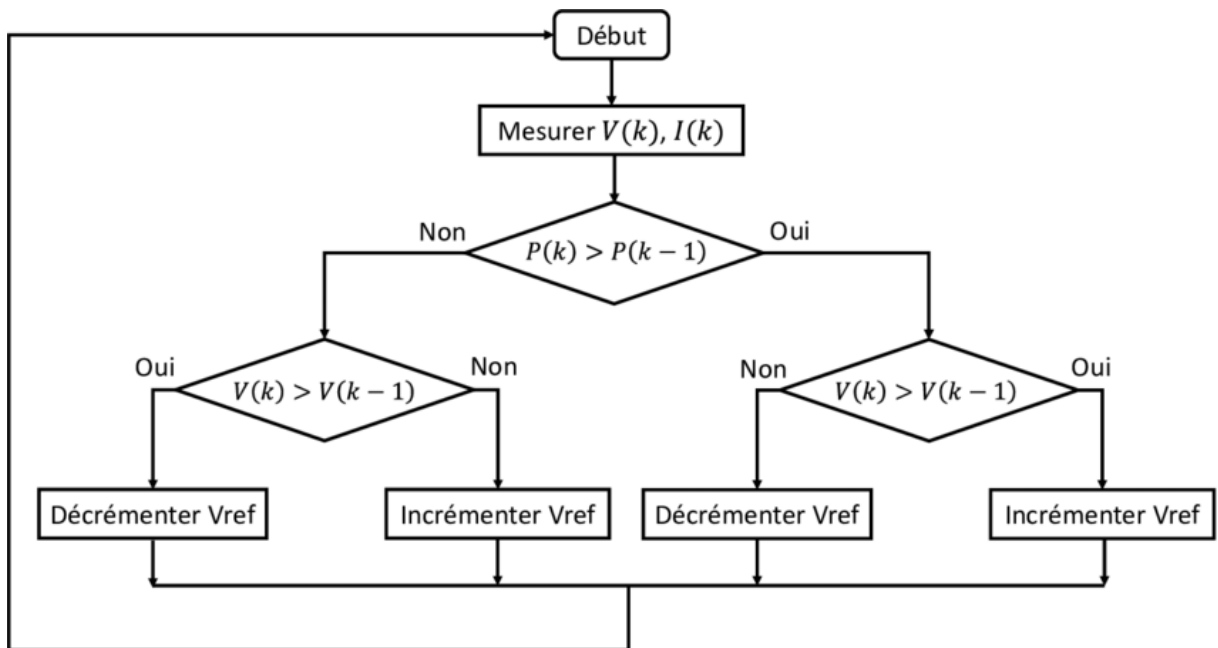 Début
Mesurer V(k), I(k)
Non
Oui
P(k) > P(k − 1)
Oui
Non
Non
Oui
V(k) > V(k − 1)
V(k) > V(k − 1)
Décrémenter Vref
Incrémenter Vref
Décrémenter Vref
Incrémenter Vref